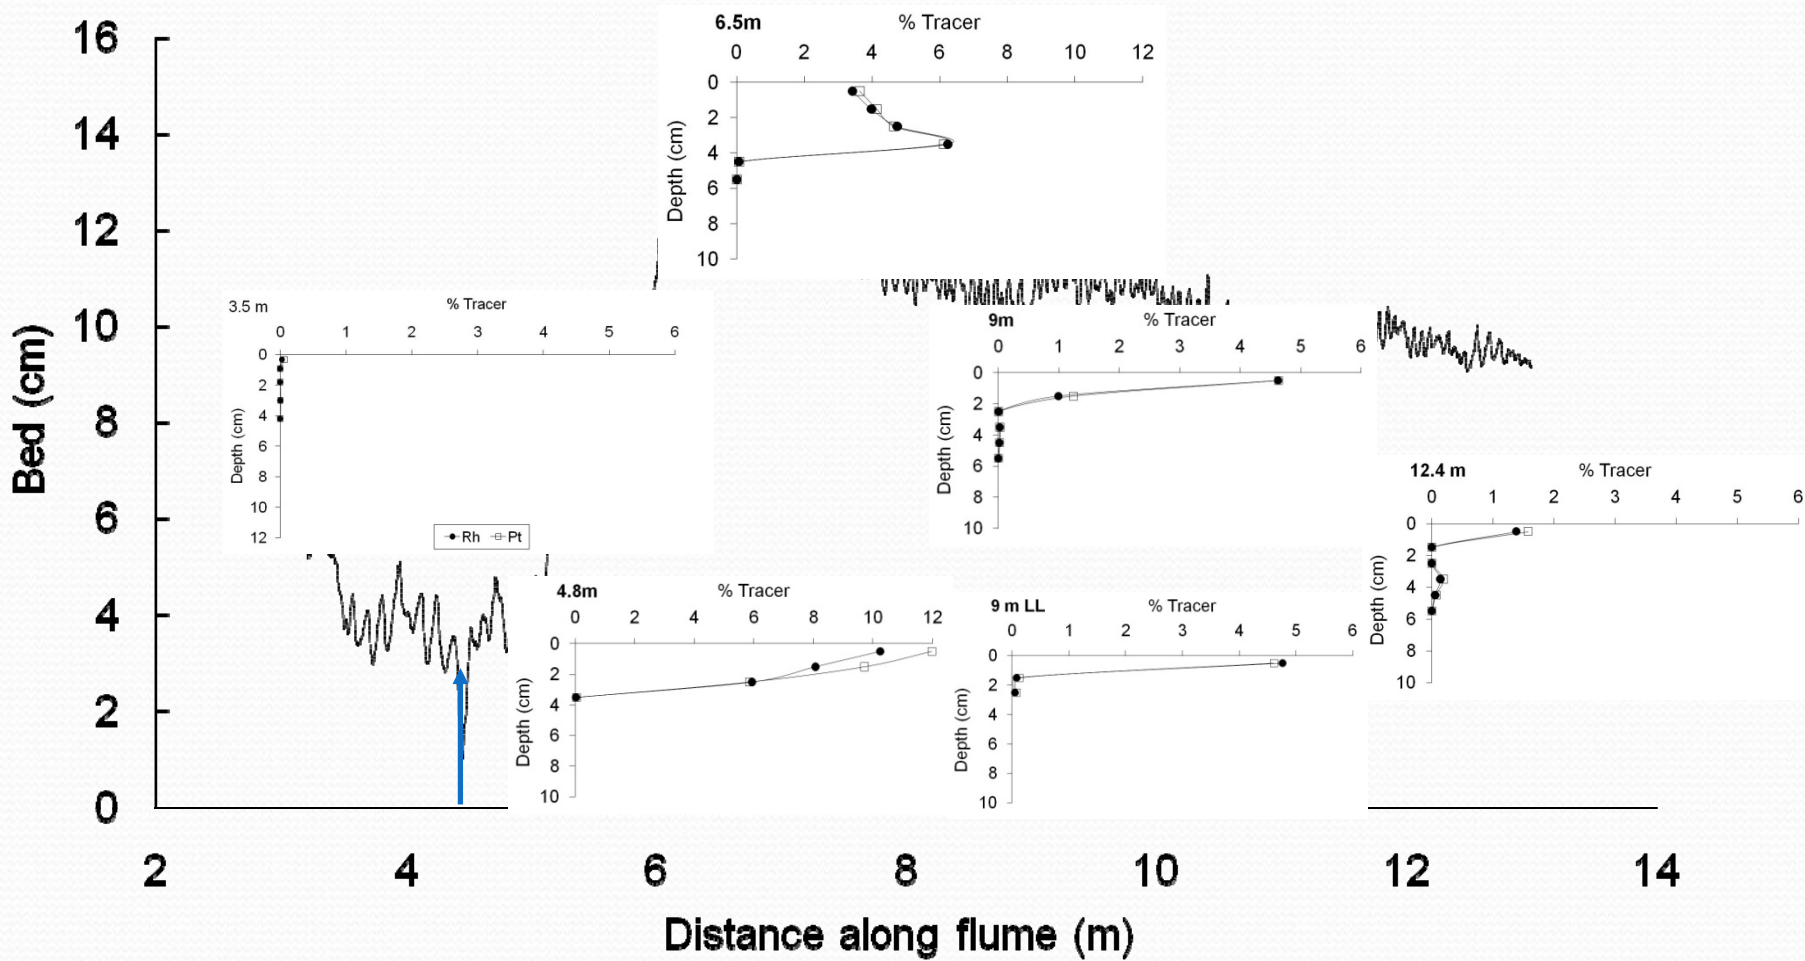 16
14
12
10
8
6
4
2
0
Bed (cm)
2 4 6 8 10 12 14
Distance along flume (m)
6.5m % Tracer
0 2 4 6 8 10 12
0
2
4
6
8
10
Depth (cm)
3.5 m % Tracer
0 1 2 3 4 5 6
0
2
4
6
8
10
12
Depth (cm)
Rh Pt
9m % Tracer
0 1 2 3 4 5 6
0
2
4
6
8
10
Depth (cm)
12.4 m % Tracer
0 1 2 3 4 5 6
0
2
4
6
8
10
Depth (cm)
4.8m % Tracer
0 2 4 6 8 10 12
0
2
4
6
8
10
Depth (cm)
9 m LL % Tracer
0 1 2 3 4 5 6
0
2
4
6
8
10
Depth (cm)